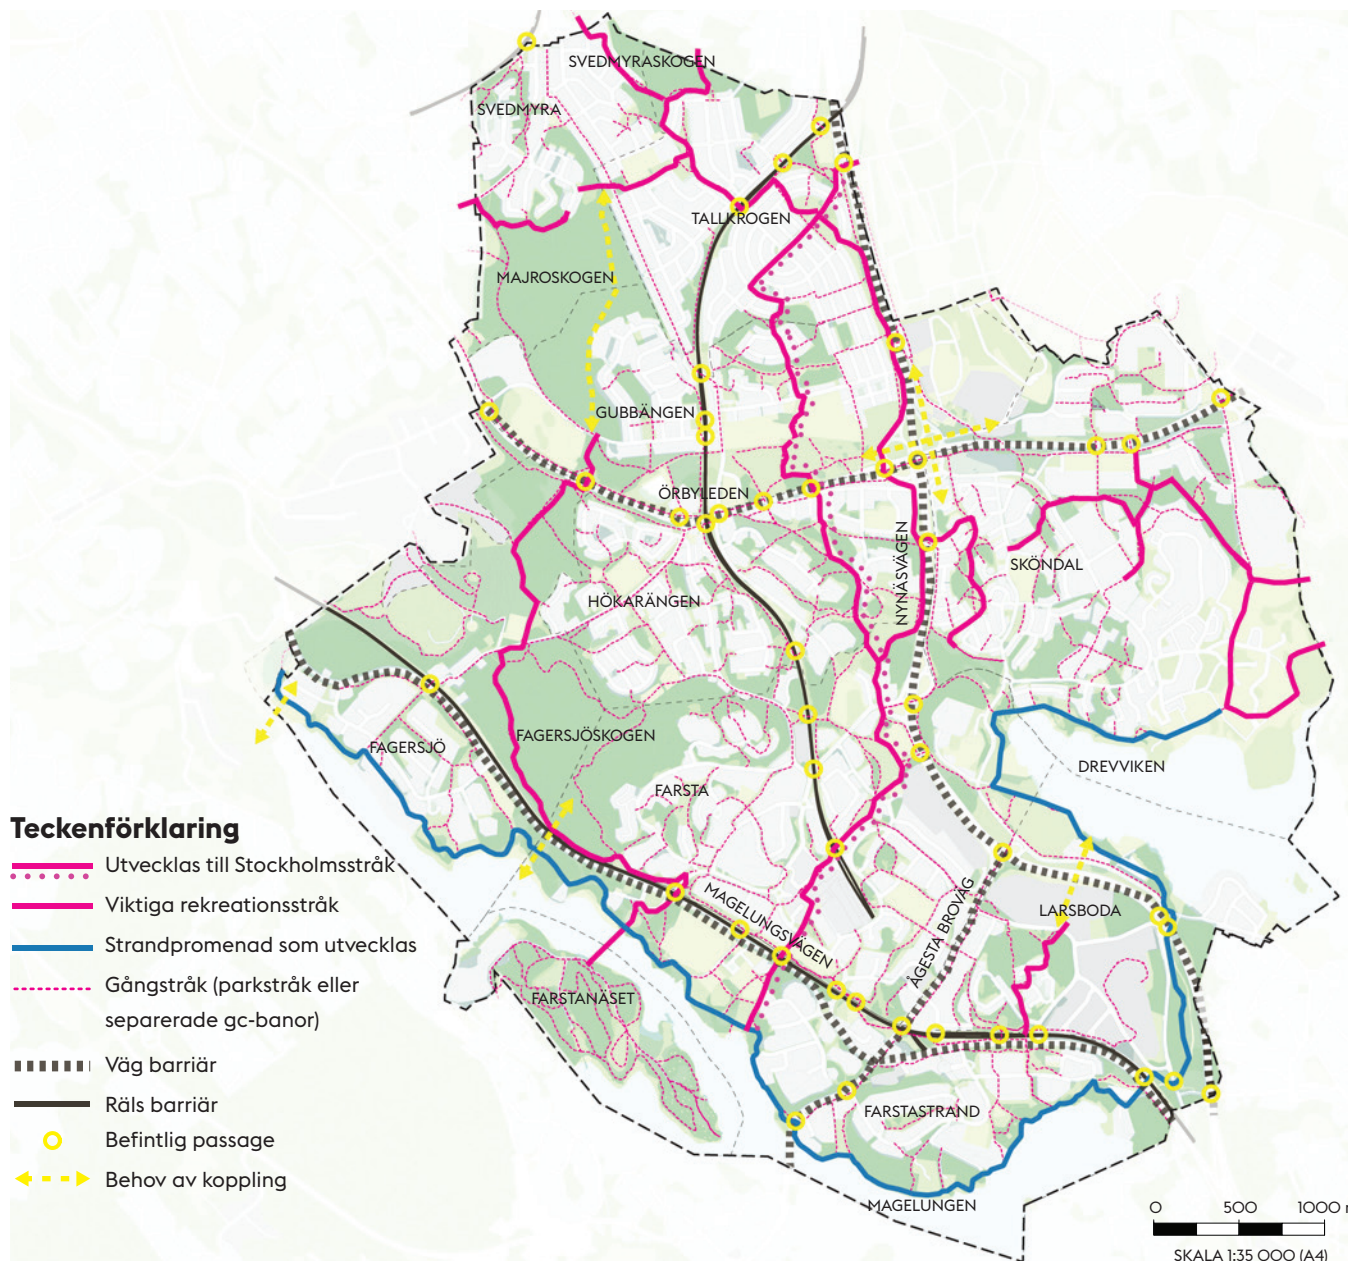 SVEDMYRASKOGEN
SVEDMYRA
TALLKROGEN
MAJROSKOGEN
GUBBÄNGEN
ÖRBYLEDEN
NYNÄSVÄGEN
SKÖNDAL
HÖKARÄNGEN
FAGERSJÖSKOGEN
FAGERSJÖ
DREVVIKEN
FARSTA
MAGELUNGSVÄGEN
ÅGESTA BROVÄG
LARSBODA
FARSTANÄSET
FARSTASTRAND
MAGELUNGEN
Teckenförklaring
Utvecklas till Stockholmsstråk
Viktiga rekreationsstråk
Strandpromenad som utvecklas
Gångstråk (parkstråk eller
separerade gc-banor)
Väg barriär
Räls barriär
Befintlig passage
Behov av koppling
0 500 1000 m
SKALA 1:35 000 (A4)